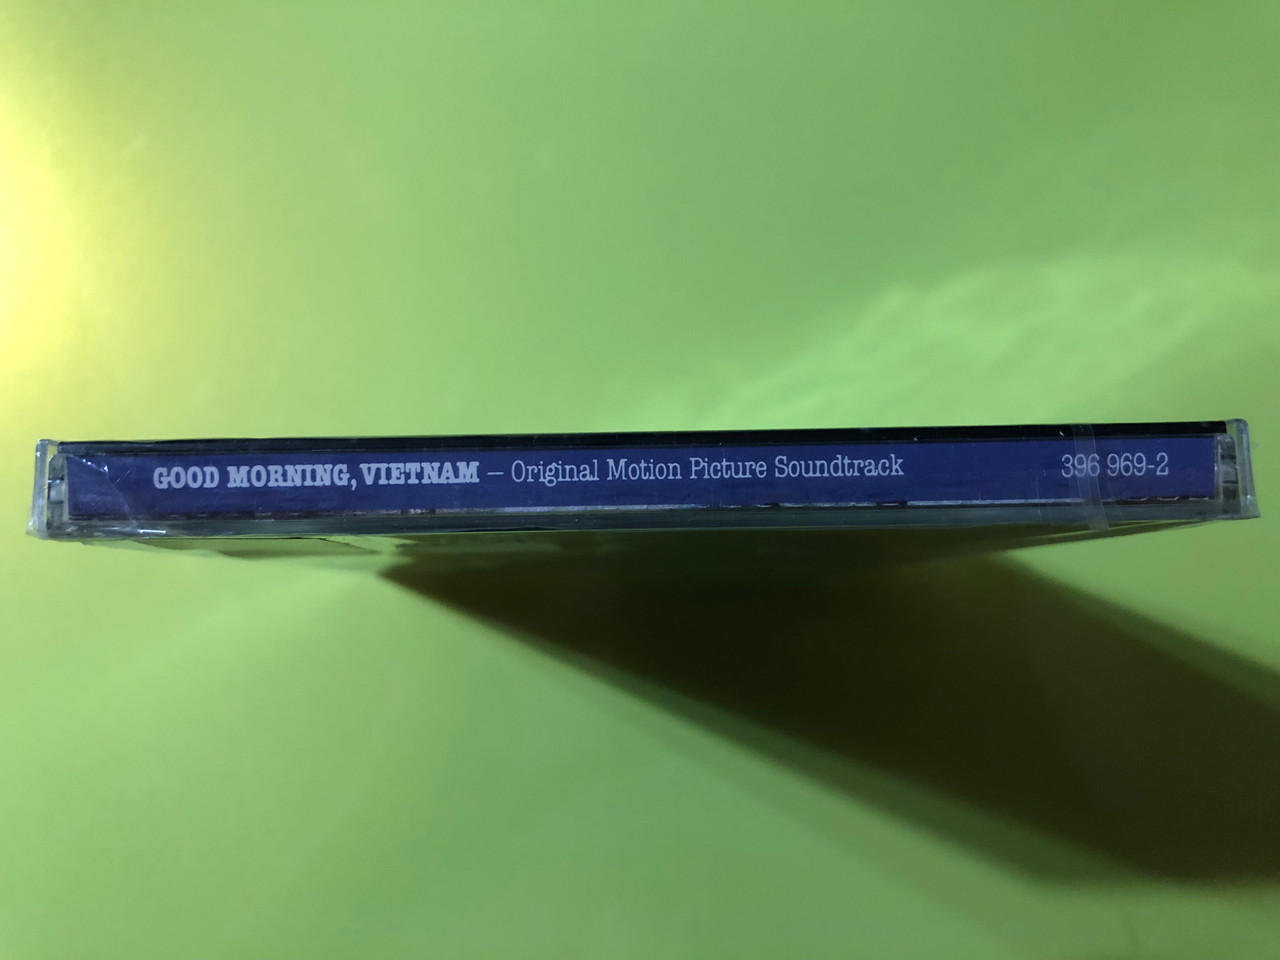 GOOD MORNING, VIETNAM – Original Motion Picture Soundtrack 396 969-2